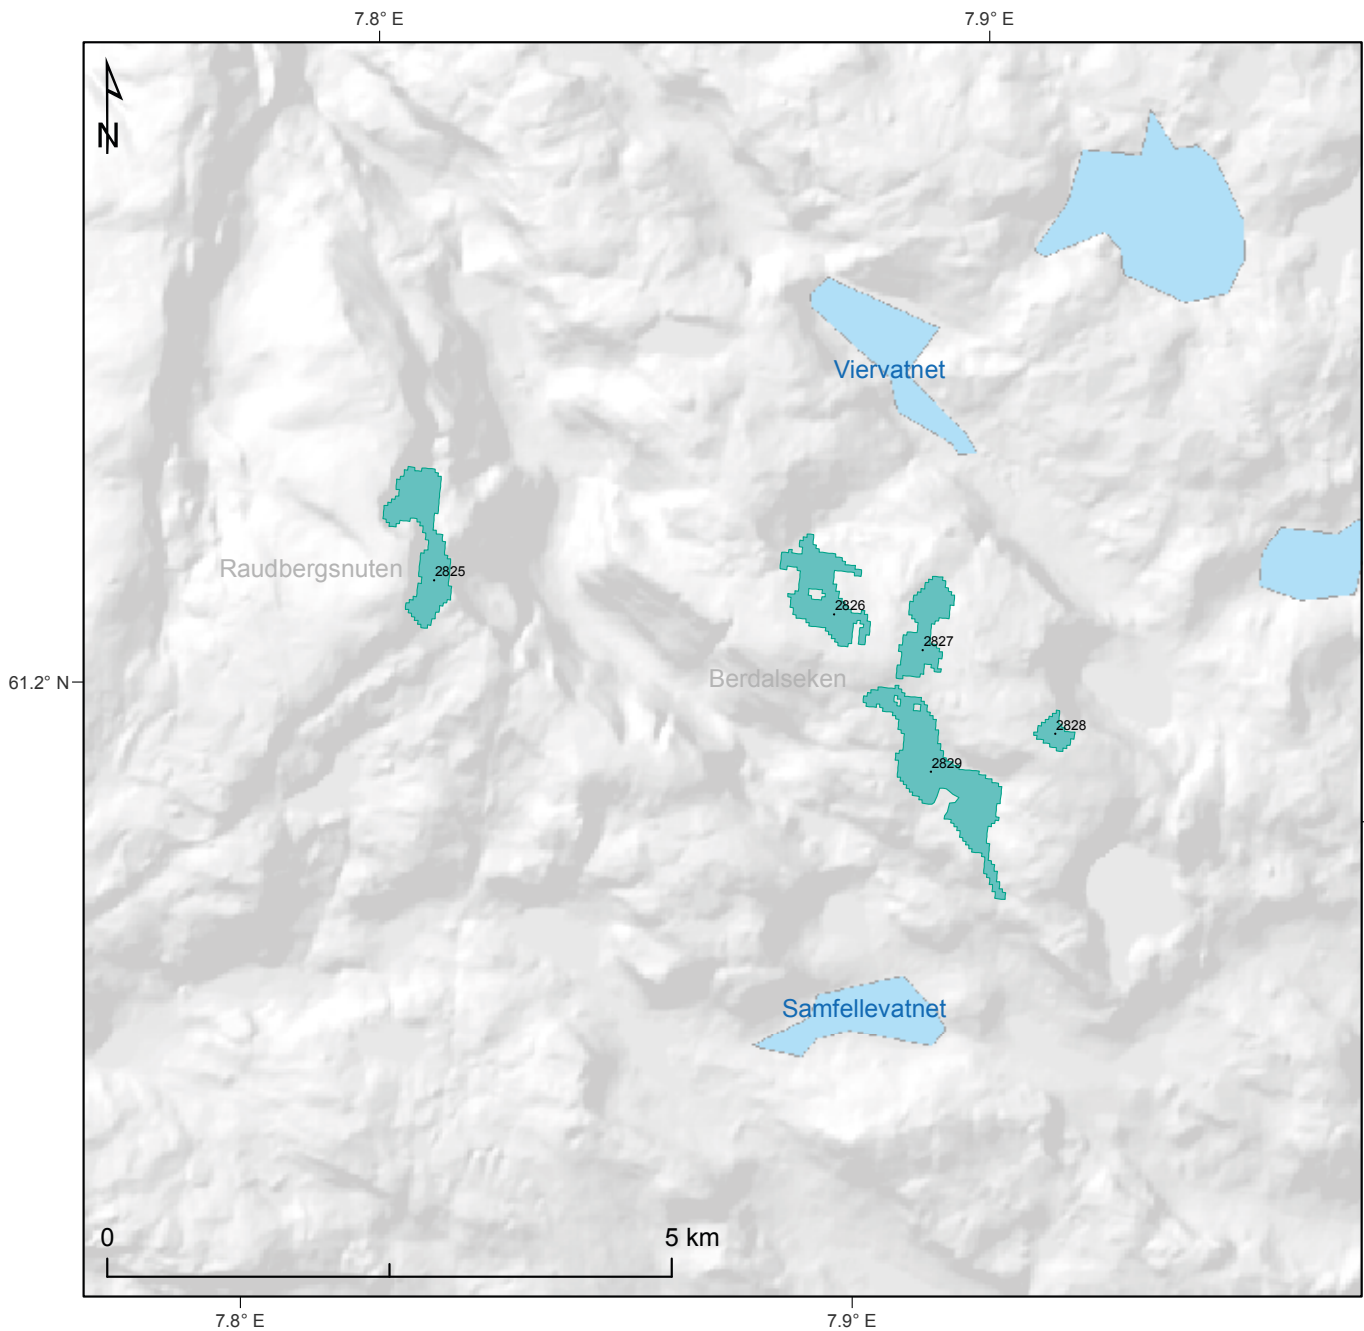 7.8° E
7.9° E
N
Viervatnet
Raudbergsnuten
2825
2826
2827
61.2° N
Berdalseken
2828
2829
Samfellevatnet
0
5 km
7.8° E
7.9° E